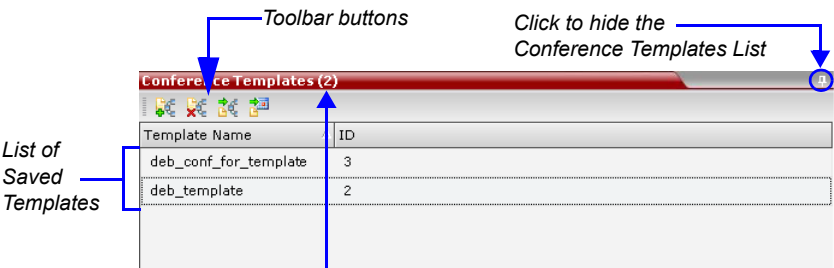 Toolbar buttons
Click to hide the
Conference Templates List
Conference Templates (2)
Template Name ID
List of
Saved
Templates
deb_conf_for_template 3
deb_template 2